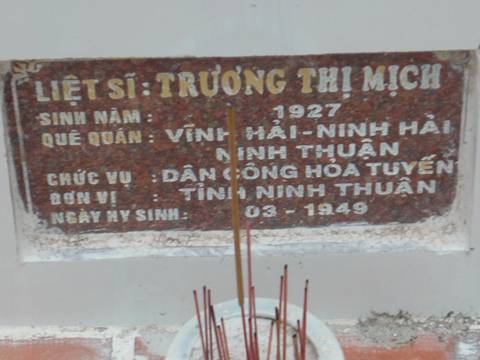 LIỆT SĨ : TRƯƠNG THỊ MỊCH
SINH NĂM : 1927
QUÊ QUÁN : VĨNH HẢI - NINH HẢI
NINH THUẬN
CHỨC VỤ : DÂN CÔNG HỎA TUYẾN
ĐƠN VỊ : TỈNH NINH THUẬN
NGÀY HY SINH : 03 - 1949